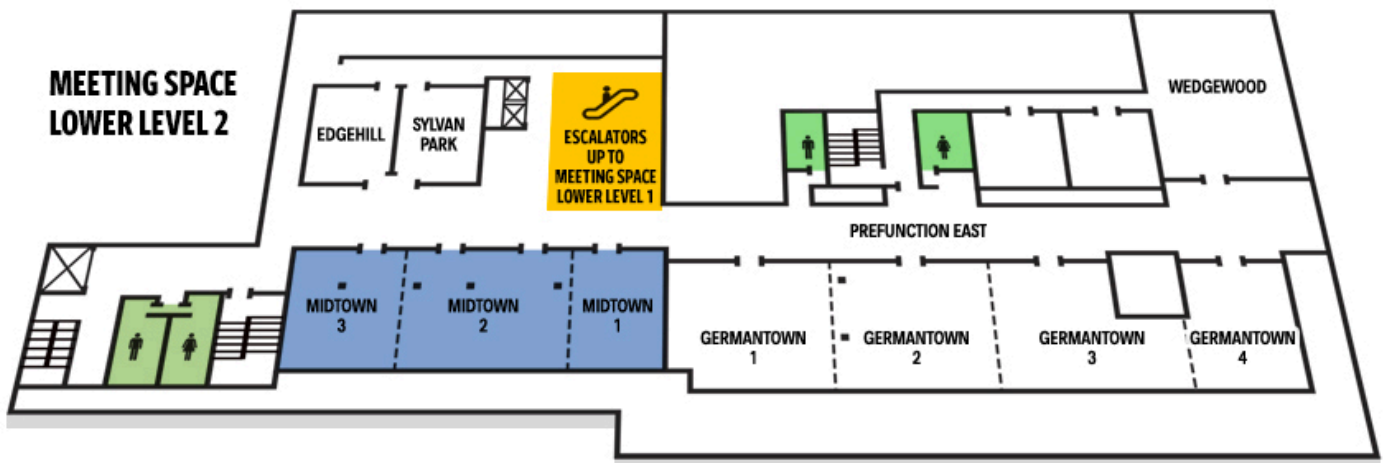 MEETING SPACE
LOWER LEVEL 2
EDGEHILL
SYLVAN
PARK
ESCALATORS
UP TO
MEETING SPACE
LOWER LEVEL 1
WEDGEWOOD
PREFUNCTION EAST
MIDTOWN
3
MIDTOWN
2
MIDTOWN
1
GERMANTOWN
1
GERMANTOWN
2
GERMANTOWN
3
GERMANTOWN
4